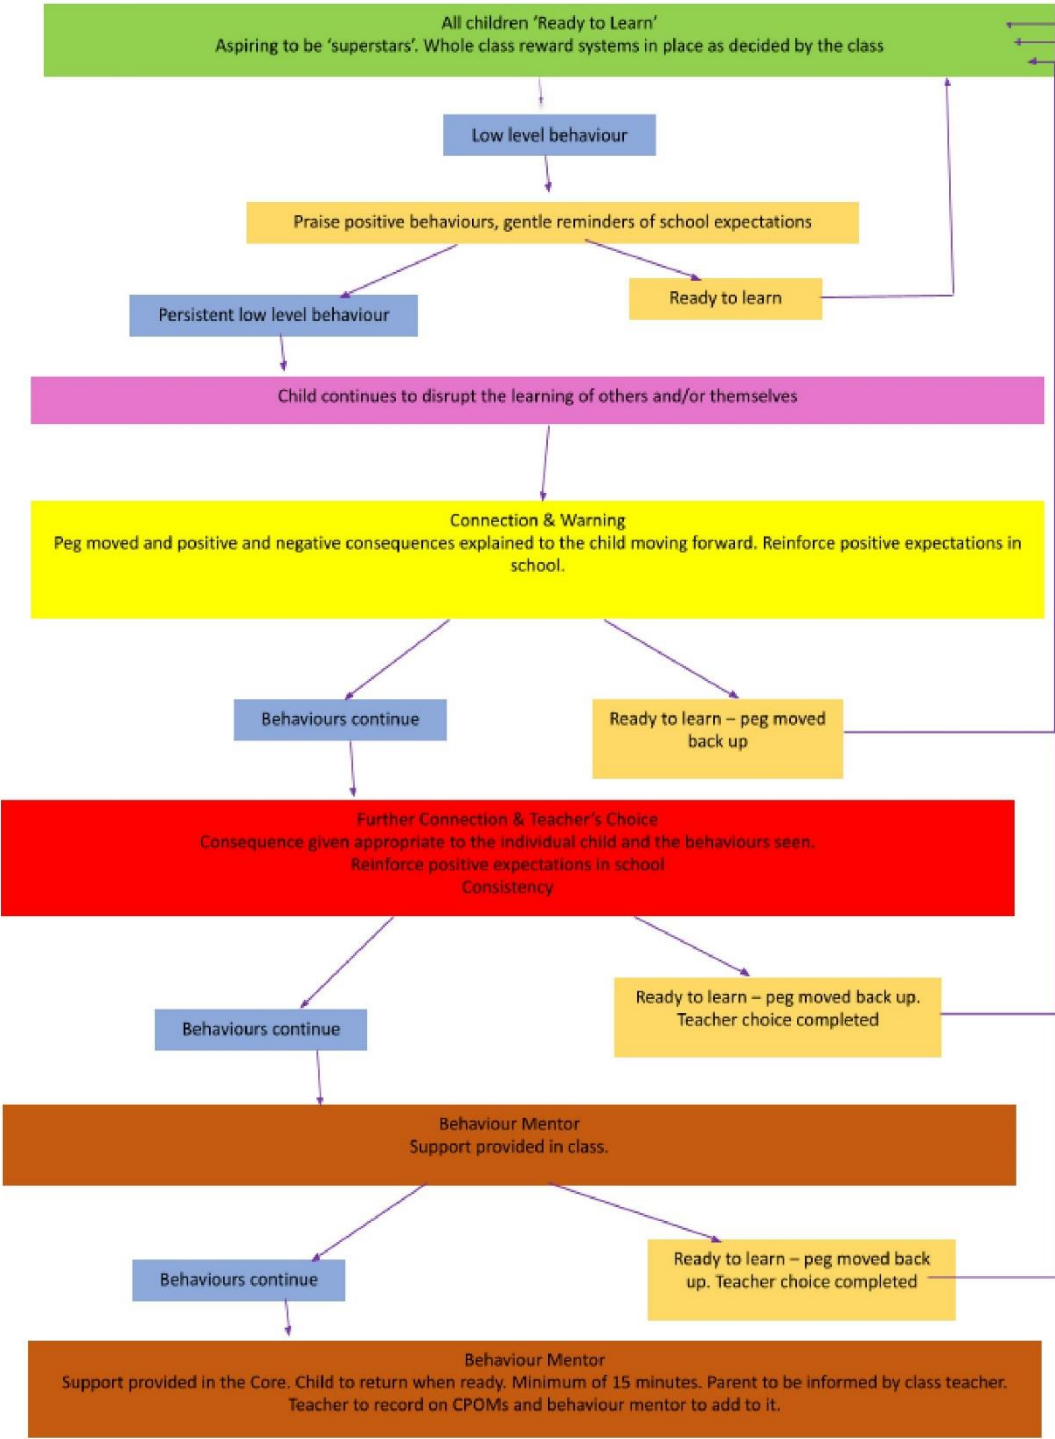 All children ‘Ready to Learn’
Aspiring to be ‘superstars’. Whole class reward systems in place as decided by the class
Low level behaviour
Praise positive behaviours, gentle reminders of school expectations
Ready to learn
Persistent low level behaviour
Child continues to disrupt the learning of others and/or themselves
Connection & Warning
Peg moved and positive and negative consequences explained to the child moving forward. Reinforce positive expectations in
school.
Behaviours continue
Ready to learn – peg moved
back up
Further Connection & Teacher’s Choice
Consequence given appropriate to the individual child and the behaviours seen.
Reinforce positive expectations in school
Consistency
Ready to learn – peg moved back up.
Teacher choice completed
Behaviours continue
Behaviour Mentor
Support provided in class.
Ready to learn – peg moved back
up. Teacher choice completed
Behaviours continue
Behaviour Mentor
Support provided in the Core. Child to return when ready. Minimum of 15 minutes. Parent to be informed by class teacher.
Teacher to record on CPOMs and behaviour mentor to add to it.